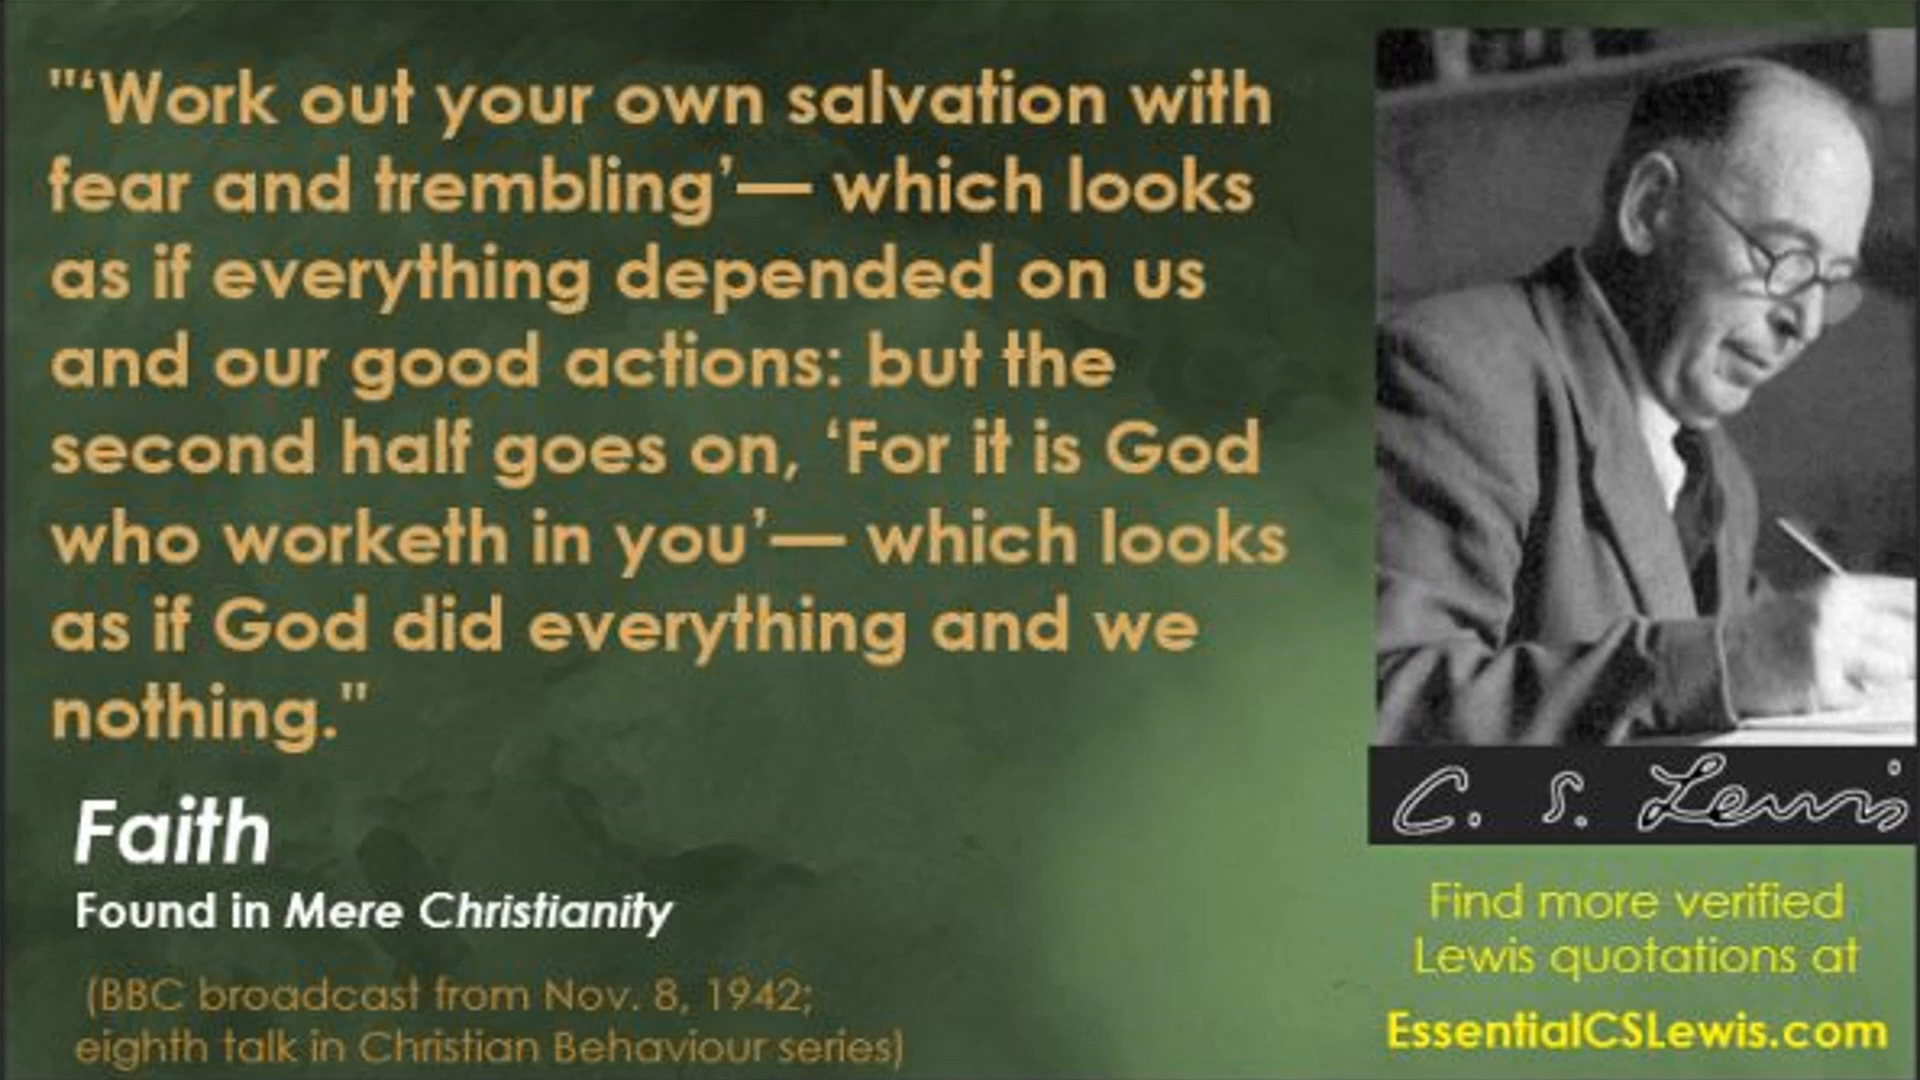 "‘Work out your own salvation with
fear and trembling’— which looks
as if everything depended on us
and our good actions: but the
second half goes on, ‘For it is God
who worketh in you’— which looks
as if God did everything and we
nothing."
Faith
Found in Mere Christianity
(BBC broadcast from Nov. 8, 1942;
eighth talk in Christian Behaviour series)
C. S. Lewis
Find more verified
Lewis quotations at
EssentialCSLewis.com